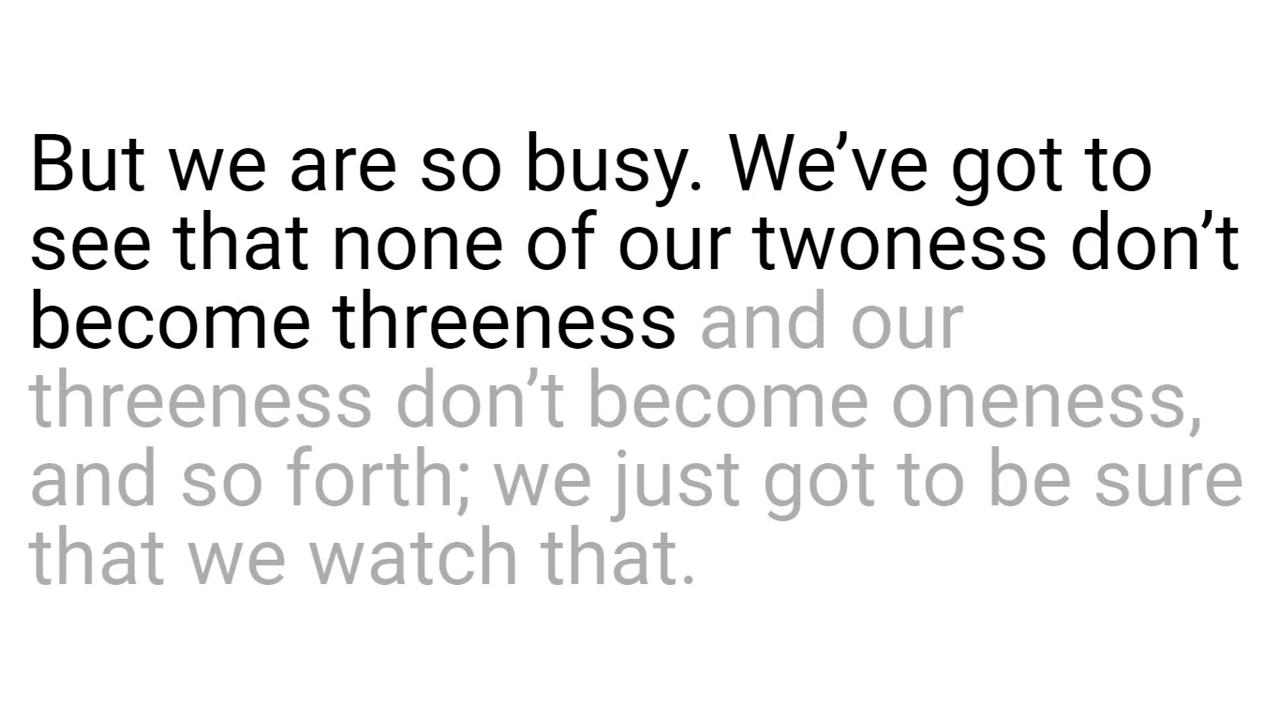 But we are so busy. We’ve got to
see that none of our twoness don’t
become threeness and our
threeness don’t become oneness,
and so forth; we just got to be sure
that we watch that.